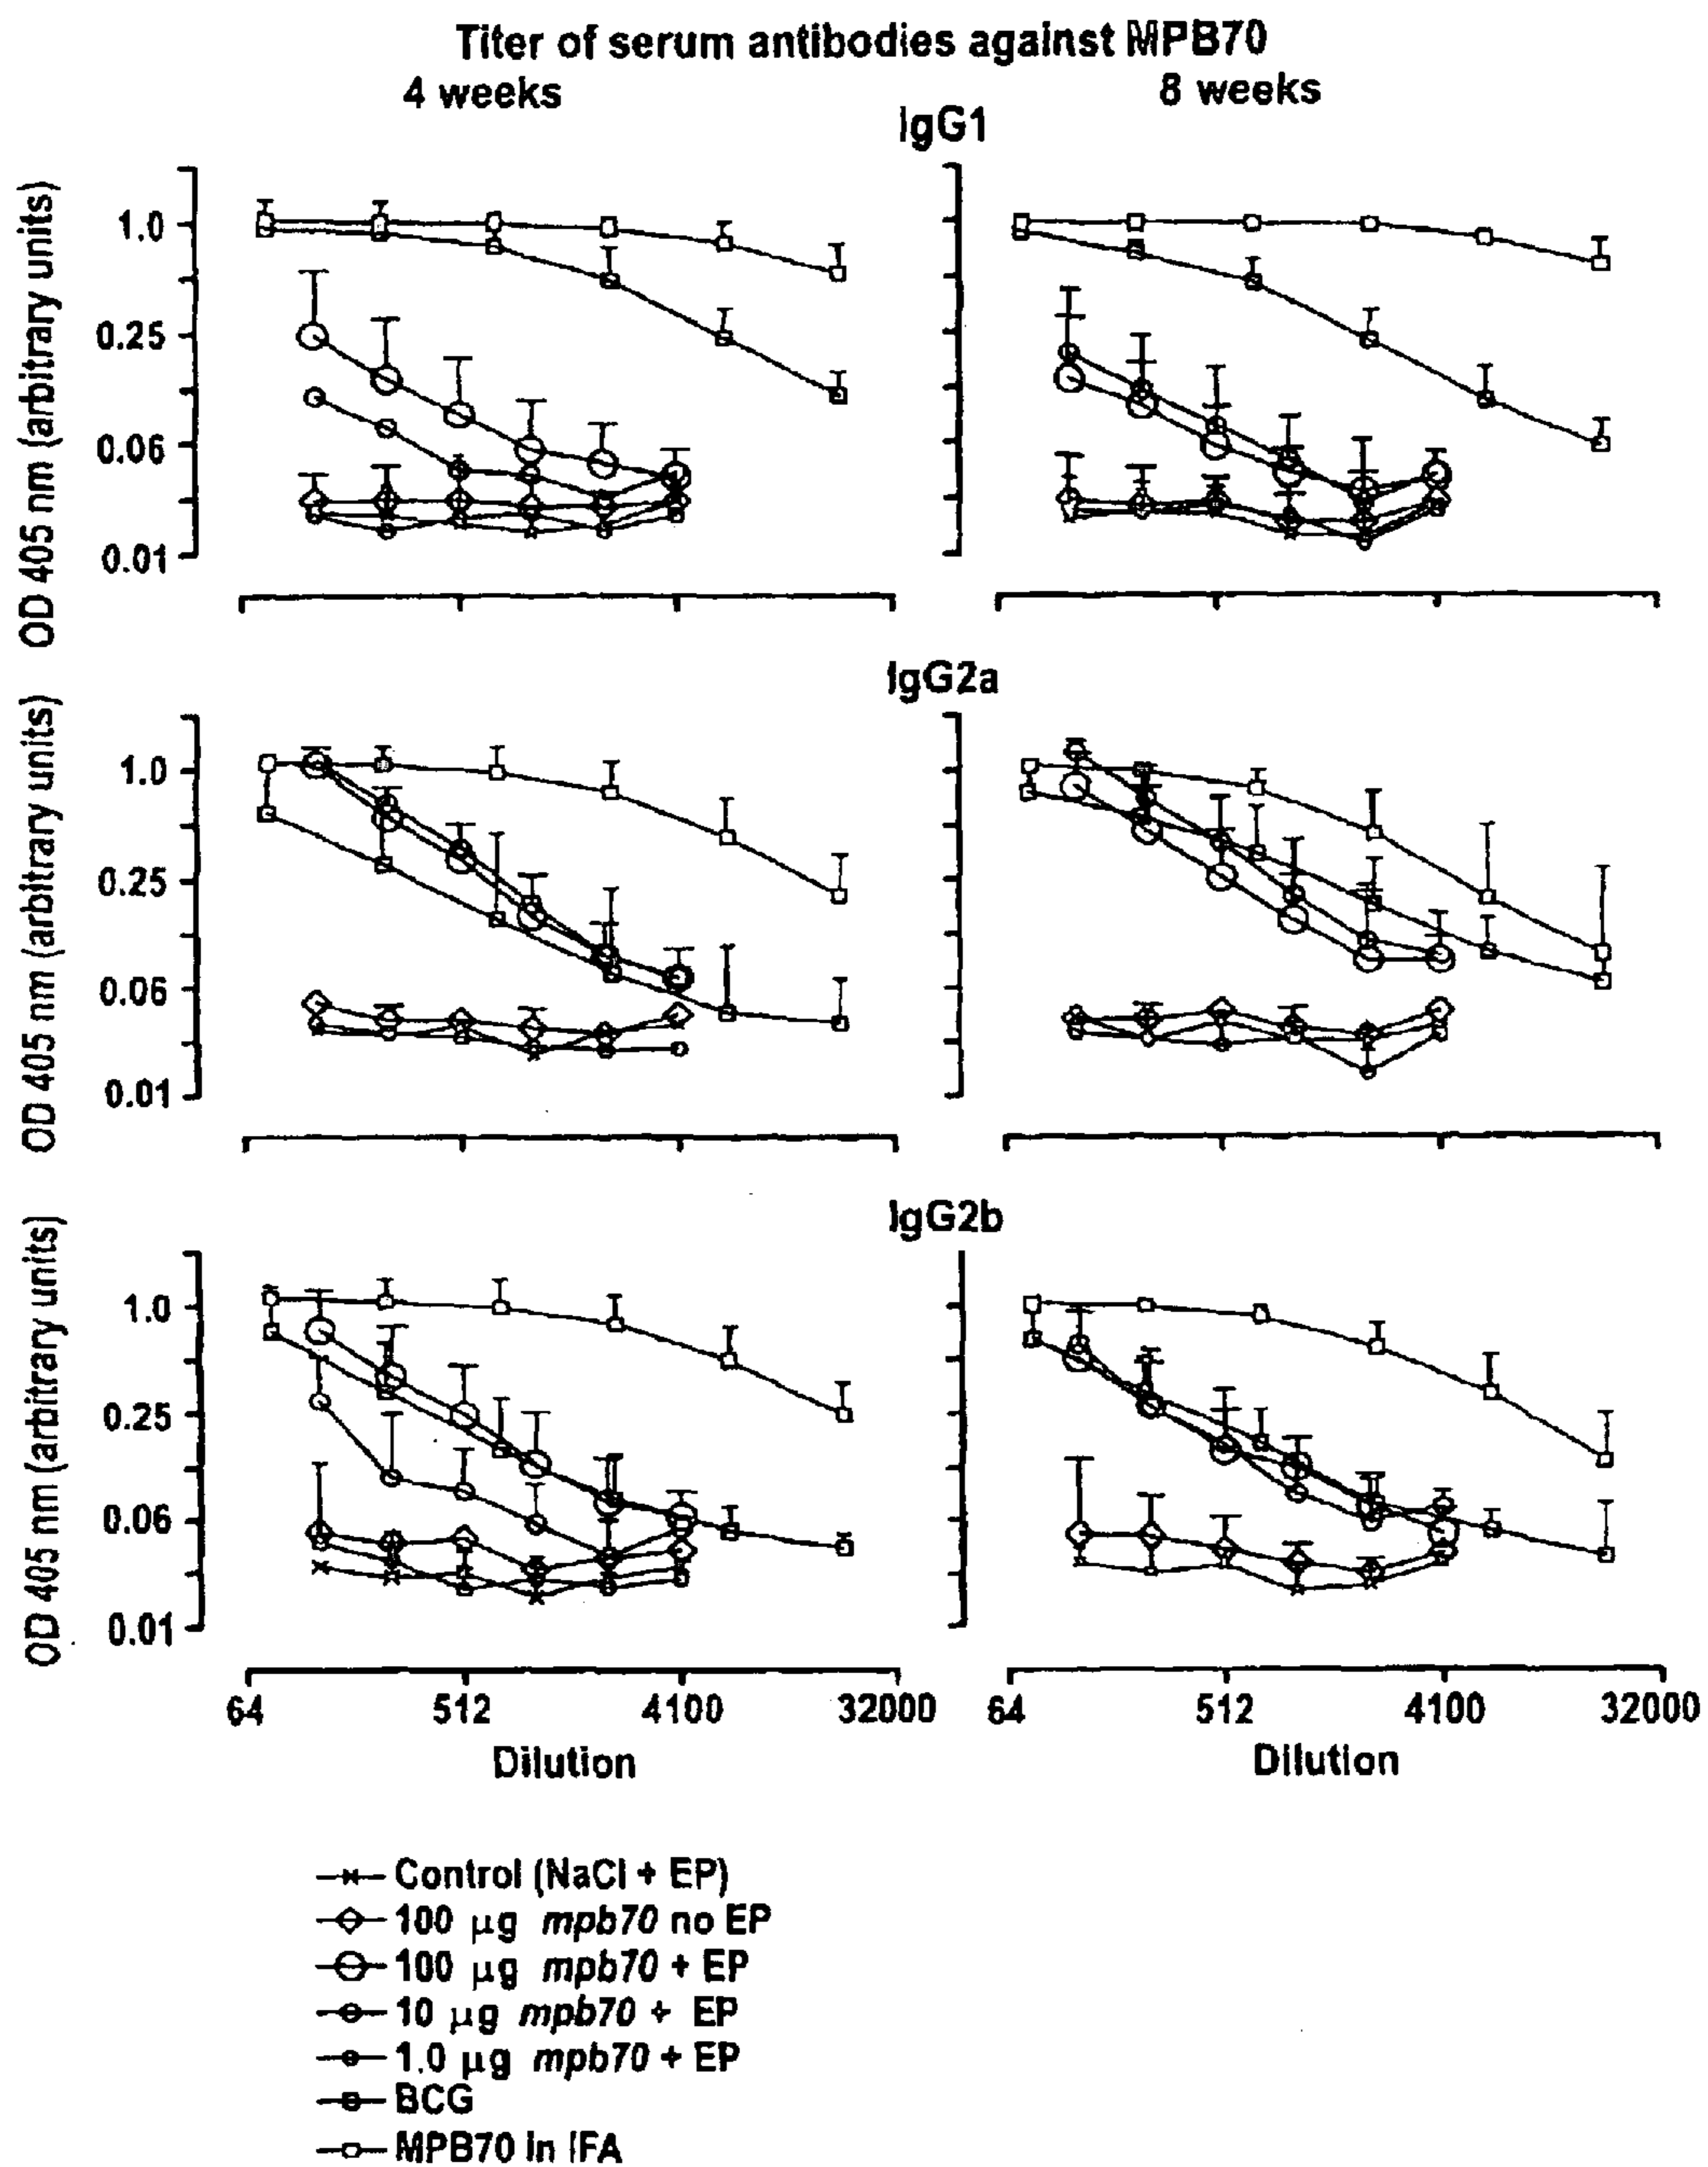 Titer of serum antibodies against MPB70
4 weeks
8 weeks
IgG1
OD 405 nm (arbitrary units)
1.0
0.25
0.06
0.01
IgG2a
OD 405 nm (arbitrary units)
1.0
0.25
0.06
0.01
IgG2b
OD 405 nm (arbitrary units)
1.0
0.25
0.06
0.01
64 512 4100 32000
64 512 4100 32000
Dilution
Dilution
Control (NaCl + EP)
100 μg mpb70 no EP
100 μg mpb70 + EP
10 μg mpb70 + EP
1.0 μg mpb70 + EP
BCG
MPB70 in IFA